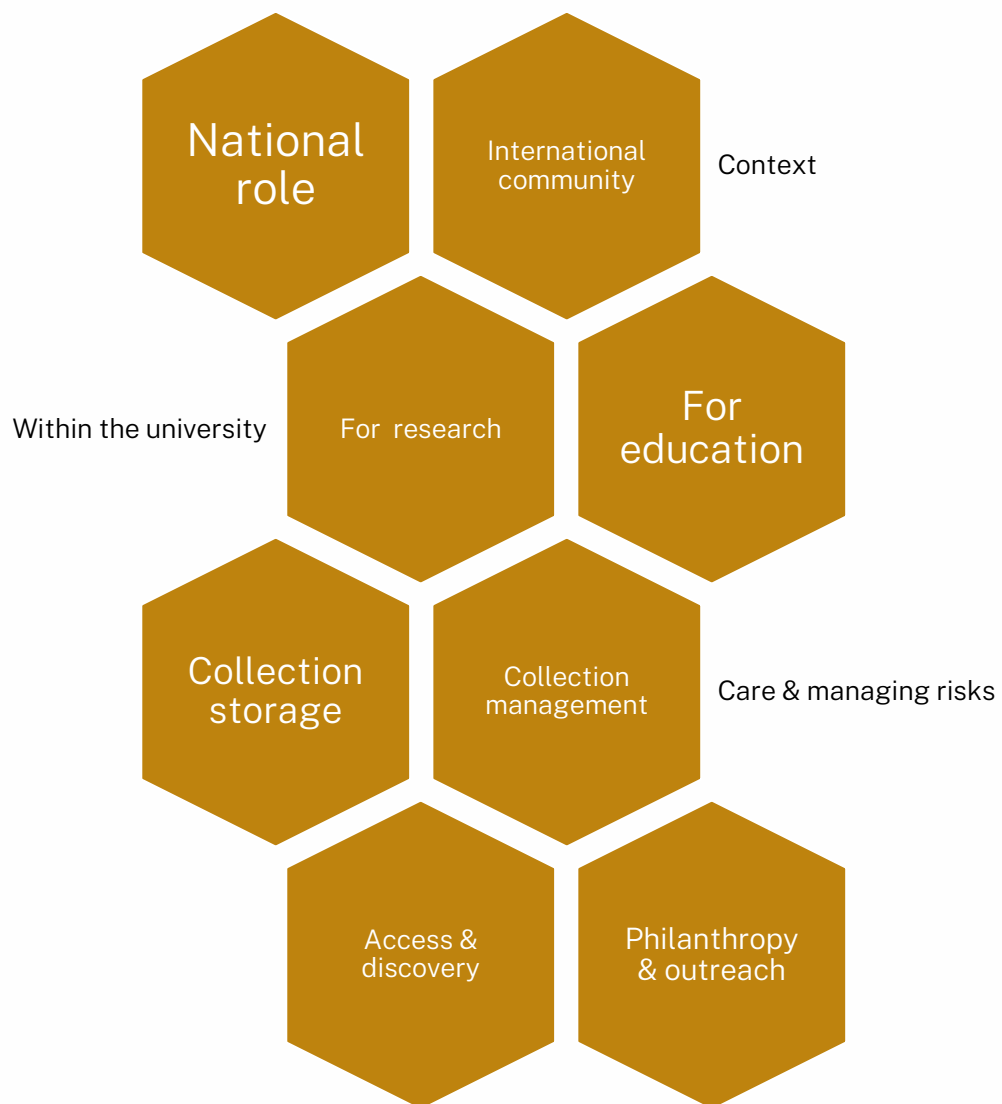 National
role
International
community
Context
Within the university
For research
For
education
Collection
storage
Collection
management
Care & managing risks
Access &
discovery
Philanthropy
& outreach